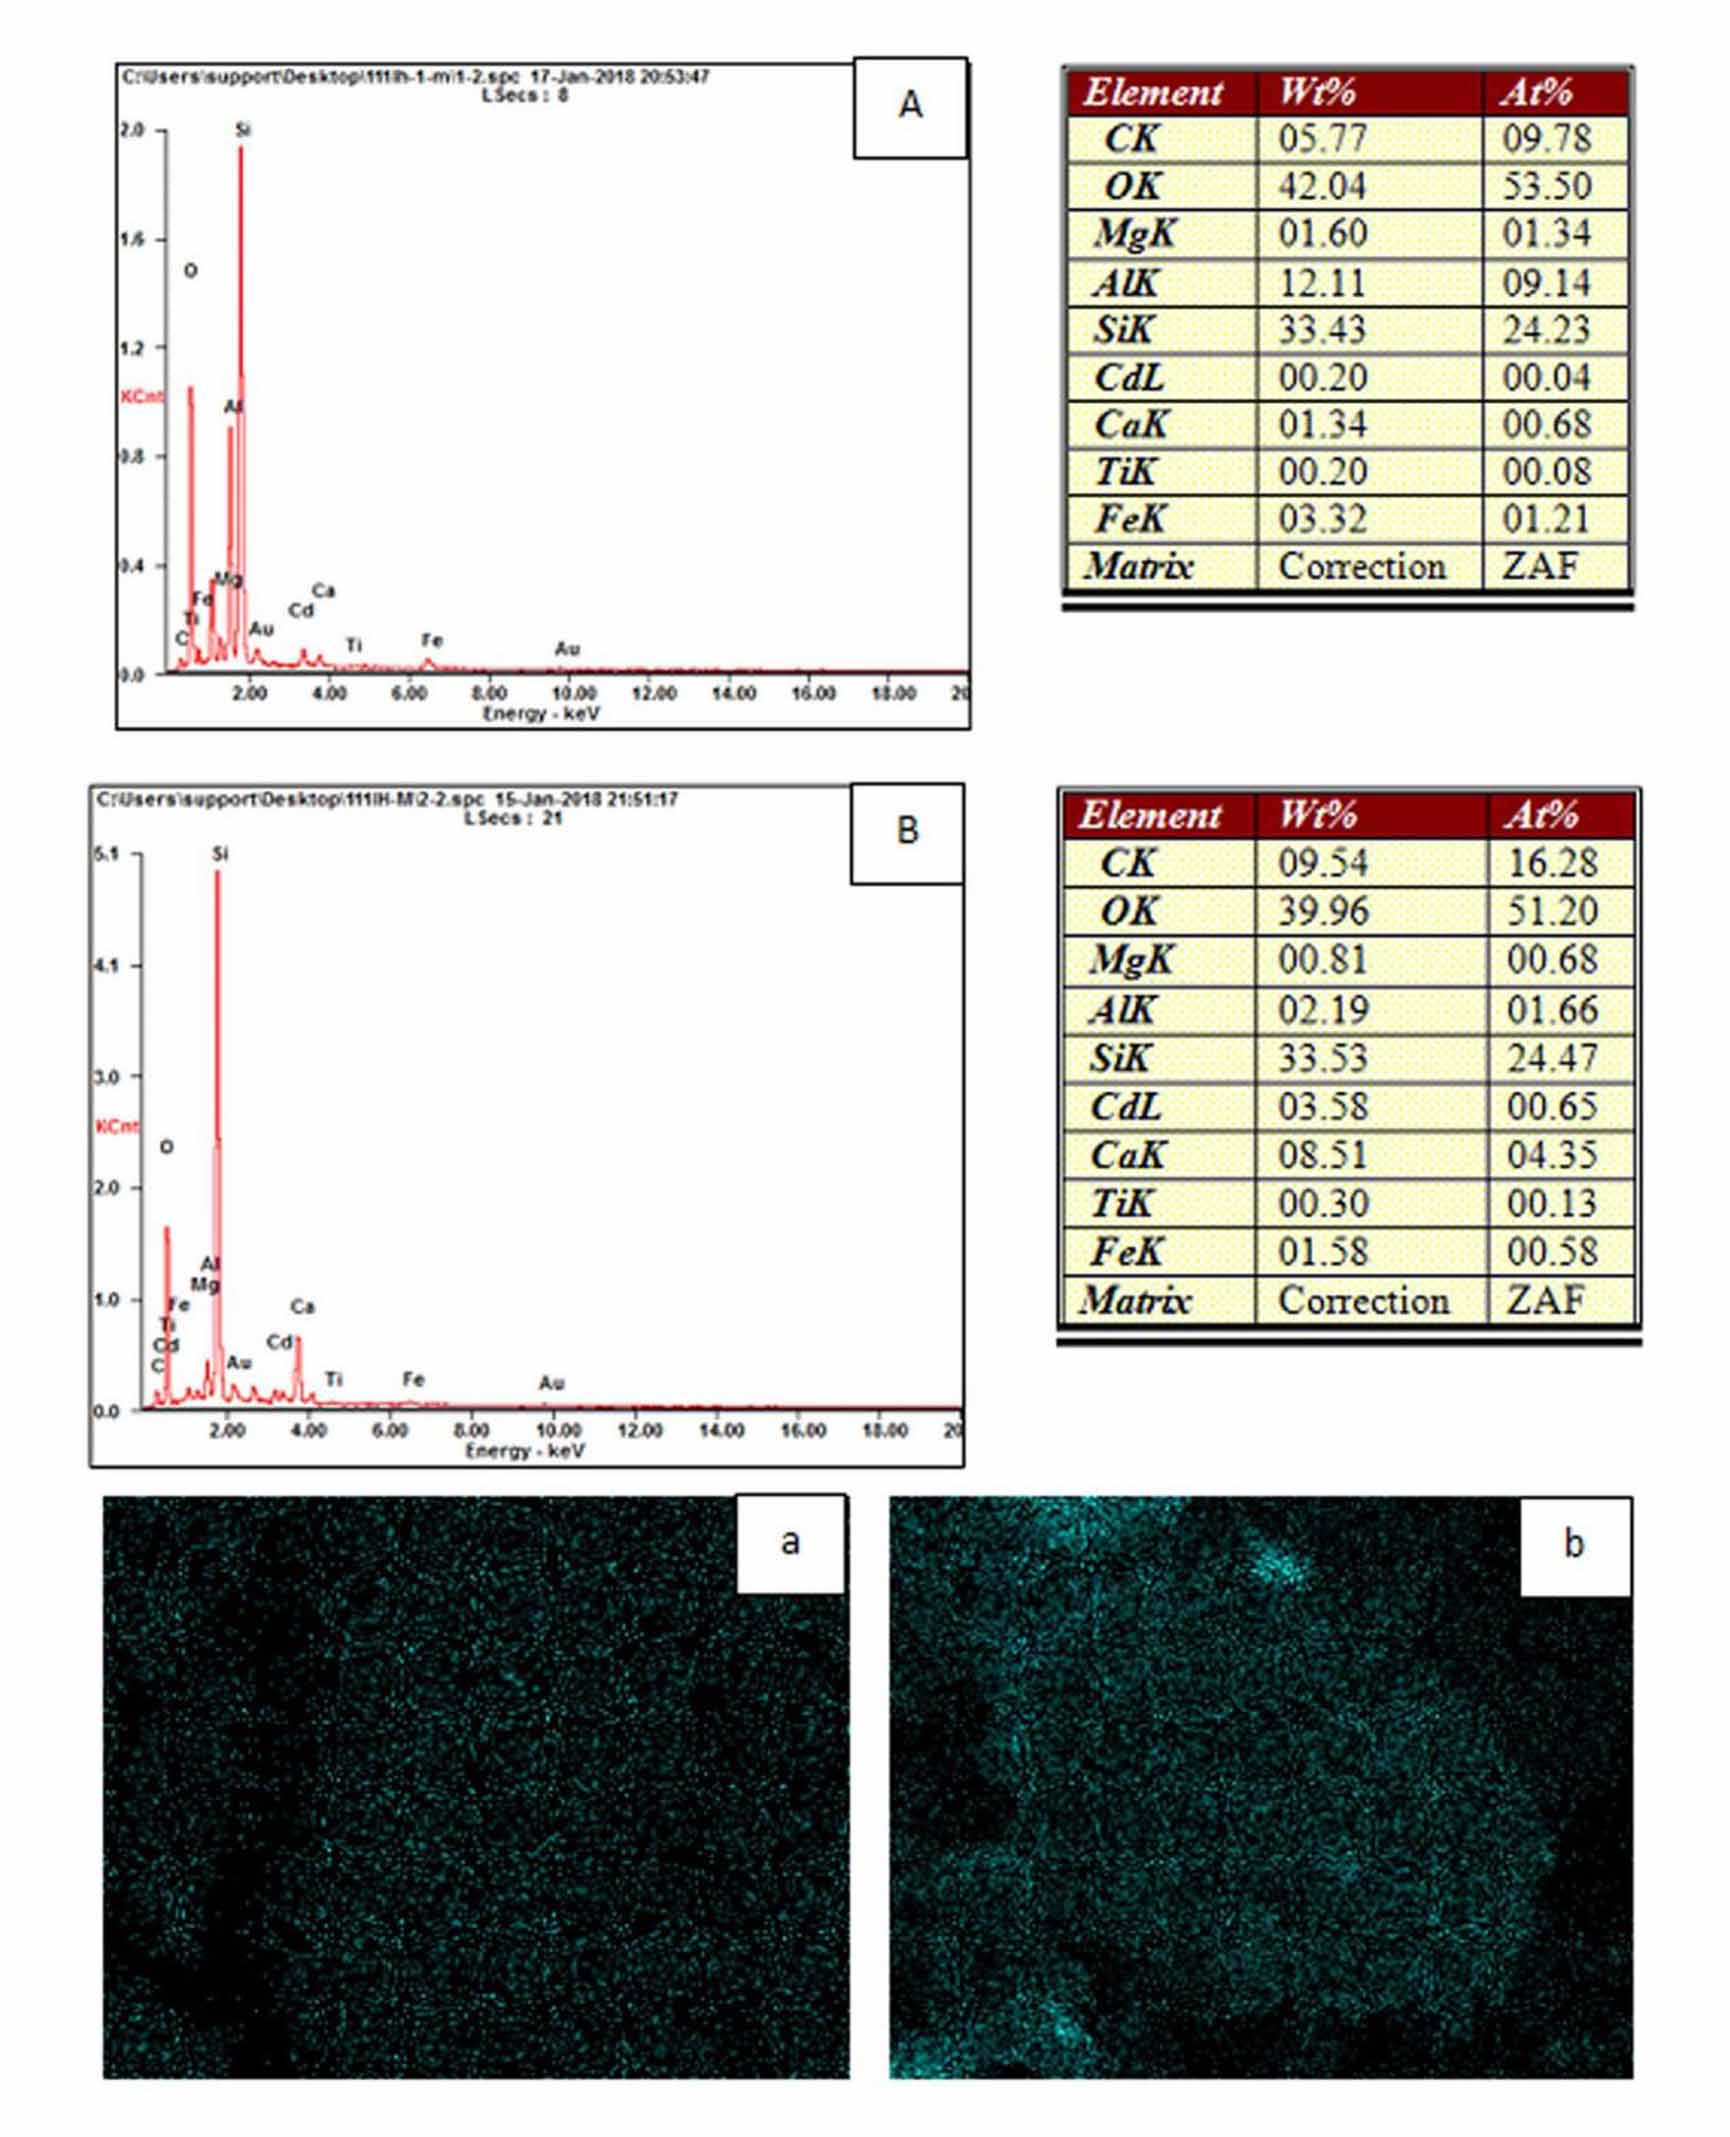 C:\Users\support\Desktop\111\h-1-m\1-2.spc 17-Jan-2018 20:53:47
LSecs : 8
A
2.0
1.6
1.2
KCnt
0.8
0.4
0.0
Si
O
Al
Mg
Fe
Ti
C
Au
Cd
Ca
Ti
Fe
Au
2.00 4.00 6.00 8.00 10.00 12.00 14.00 16.00 18.00 20
Energy - keV
Element Wt% At%
CK 05.77 09.78
OK 42.04 53.50
MgK 01.60 01.34
AlK 12.11 09.14
SiK 33.43 24.23
CdL 00.20 00.04
CaK 01.34 00.68
TiK 00.20 00.08
FeK 03.32 01.21
Matrix Correction ZAF
C:\Users\support\Desktop\111\H-M\2-2.spc 15-Jan-2018 21:51:17
LSecs : 21
B
5.1
4.1
3.0
KCnt
2.0
1.0
0.0
Si
O
Al
Mg
Fe
Ti
Cd
C
Au
Cd
Ca
Ti
Fe
Au
2.00 4.00 6.00 8.00 10.00 12.00 14.00 16.00 18.00 20
Energy - keV
Element Wt% At%
CK 09.54 16.28
OK 39.96 51.20
MgK 00.81 00.68
AlK 02.19 01.66
SiK 33.53 24.47
CdL 03.58 00.65
CaK 08.51 04.35
TiK 00.30 00.13
FeK 01.58 00.58
Matrix Correction ZAF
a
b